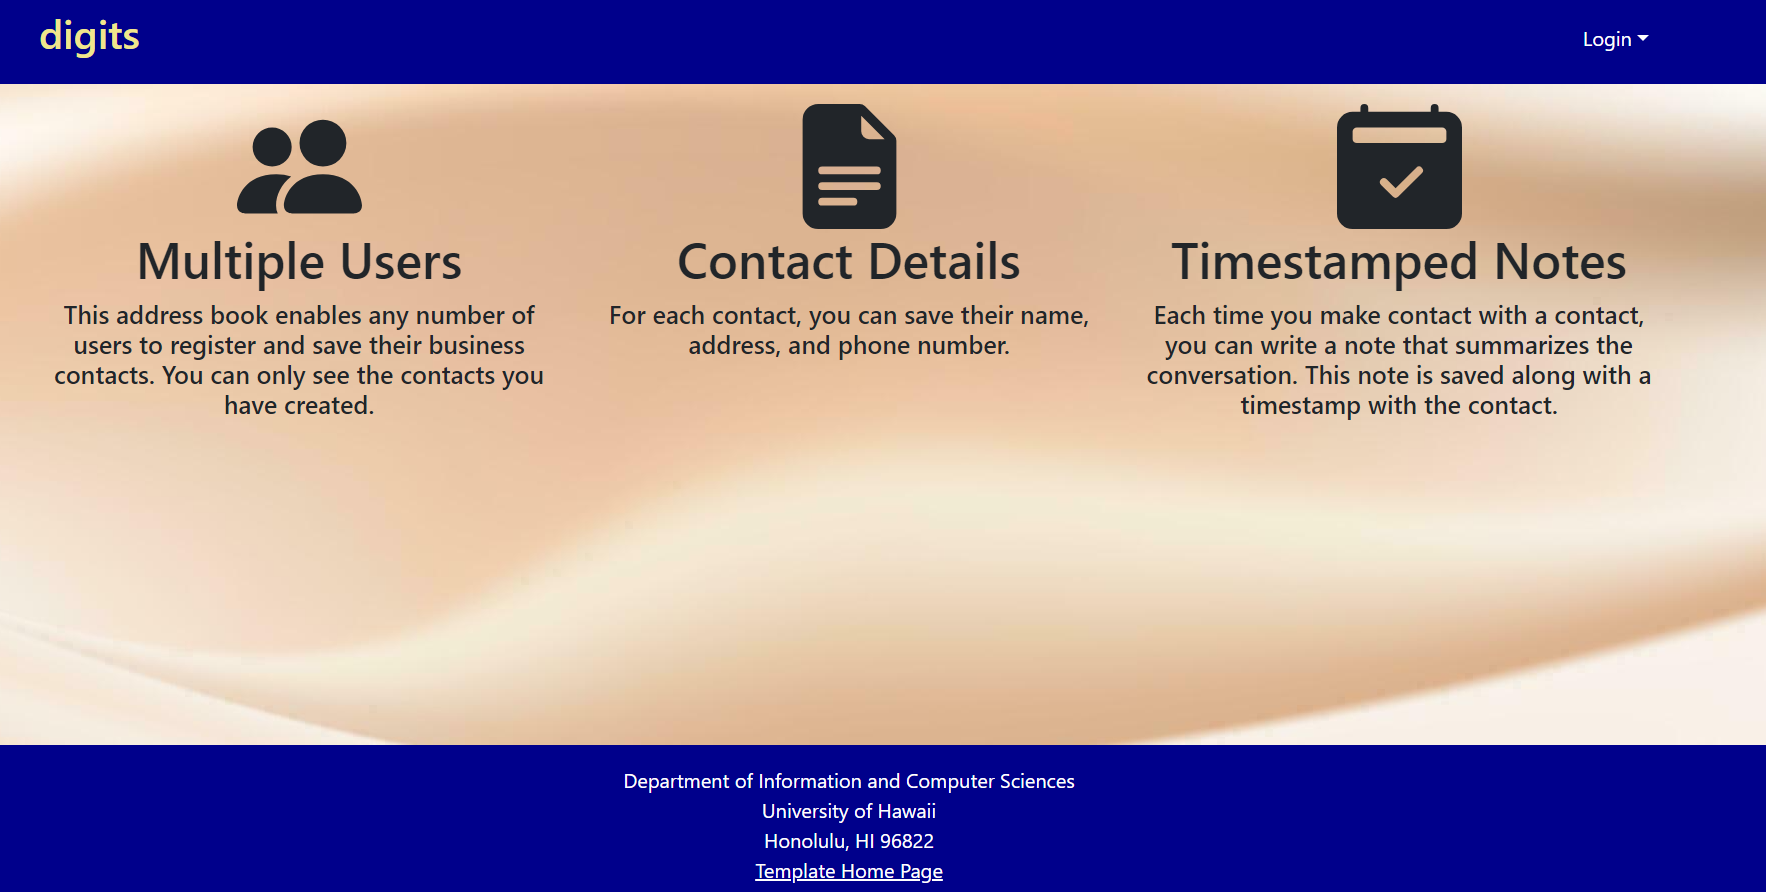 digits
Login
Multiple Users
This address book enables any number of
users to register and save their business
contacts. You can only see the contacts you
have created.
Contact Details
For each contact, you can save their name,
address, and phone number.
Timestamped Notes
Each time you make contact with a contact,
you can write a note that summarizes the
conversation. This note is saved along with a
timestamp with the contact.
Department of Information and Computer Sciences
University of Hawaii
Honolulu, HI 96822
Template Home Page